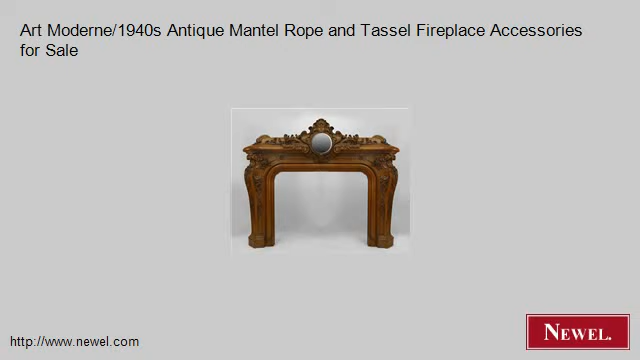 Art Moderne/1940s Antique Mantel Rope and Tassel Fireplace Accessories
for Sale
http://www.newel.com
NEWEL.